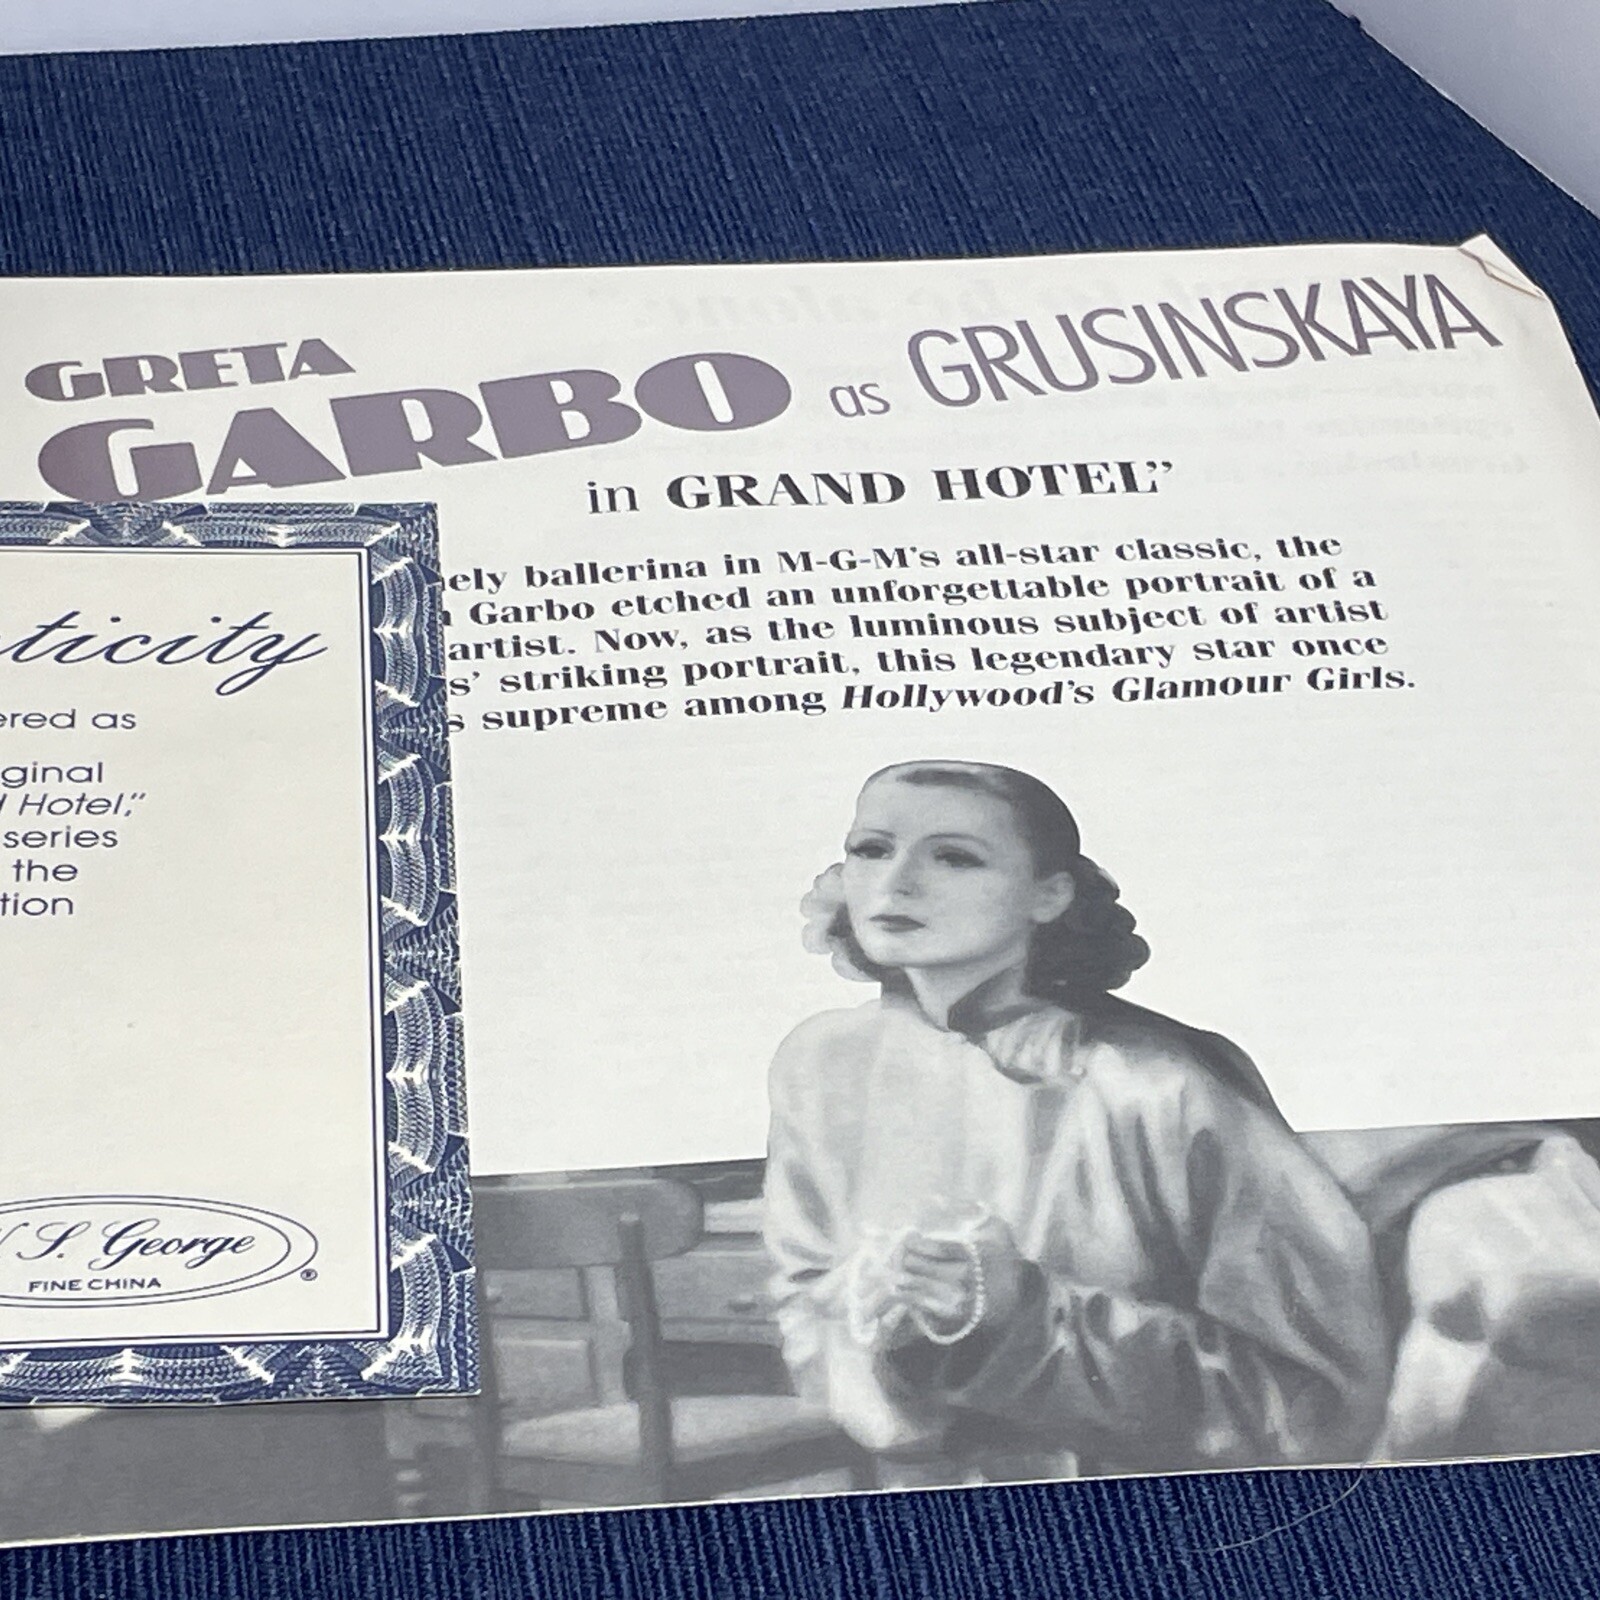 GRETA
GARBO as GRUSINSKAYA
in GRAND HOTEL”
ely ballerina in M-G-M's all-star classic, the
Garbo etched an unforgettable portrait of a
artist. Now, as the luminous subject of artist
s' striking portrait, this legendary star once
s supreme among Hollywood's Glamour Girls.
ticity
ered as
ginal
Hotel,"
series
the
tion
S. George
FINE CHINA
®